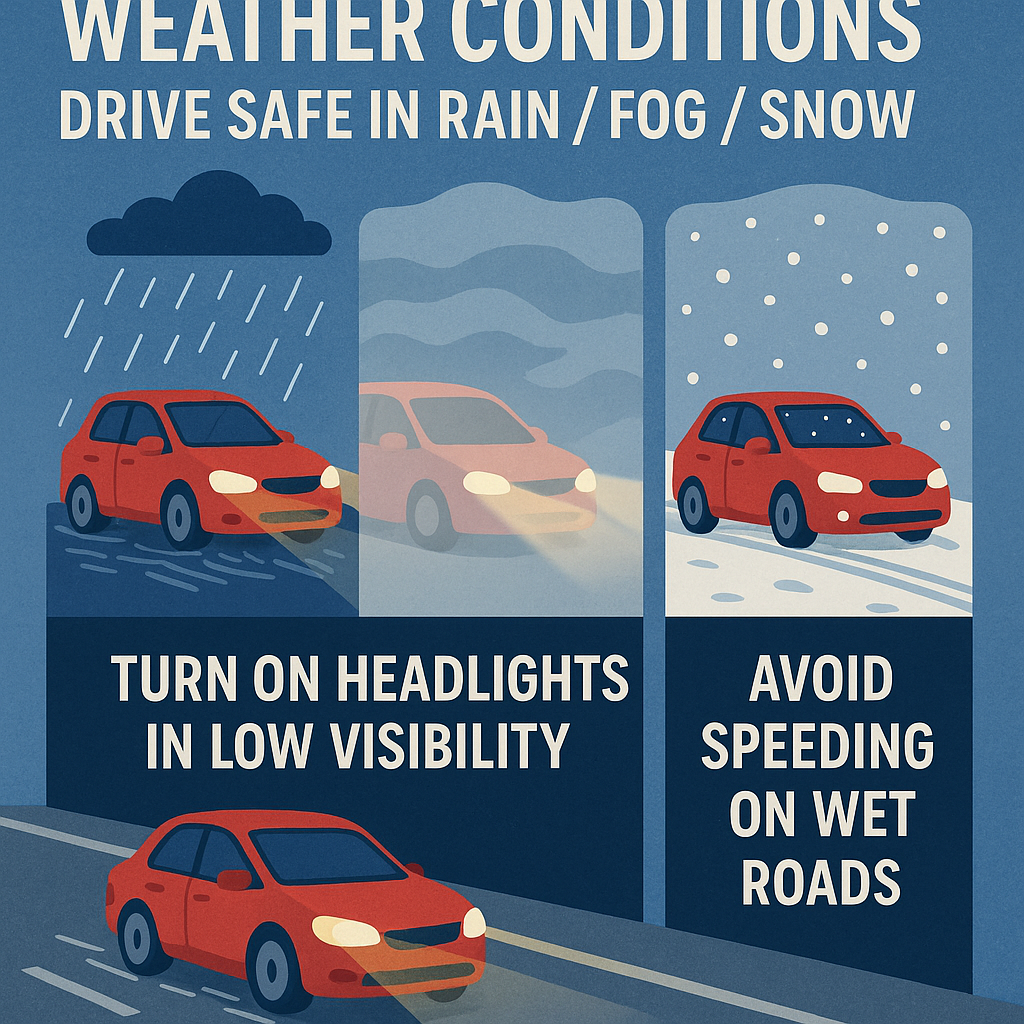 WEATHER CONDITIONS
DRIVE SAFE IN RAIN / FOG / SNOW
TURN ON HEADLIGHTS
IN LOW VISIBILITY
AVOID
SPEEDING
ON WET
ROADS